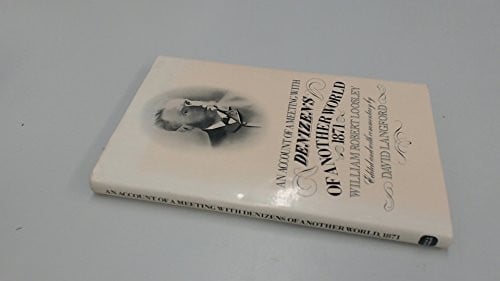 AN ACCOUNT OF A MEETING WITH
DENIZENS
OF ANOTHER WORLD
1871
WILLIAM ROBERT LOOSLEY
Edited and with commentary by
DAVID LANGFORD
AN ACCOUNT OF A MEETING WITH DENIZENS OF ANOTHER WORLD, 1871